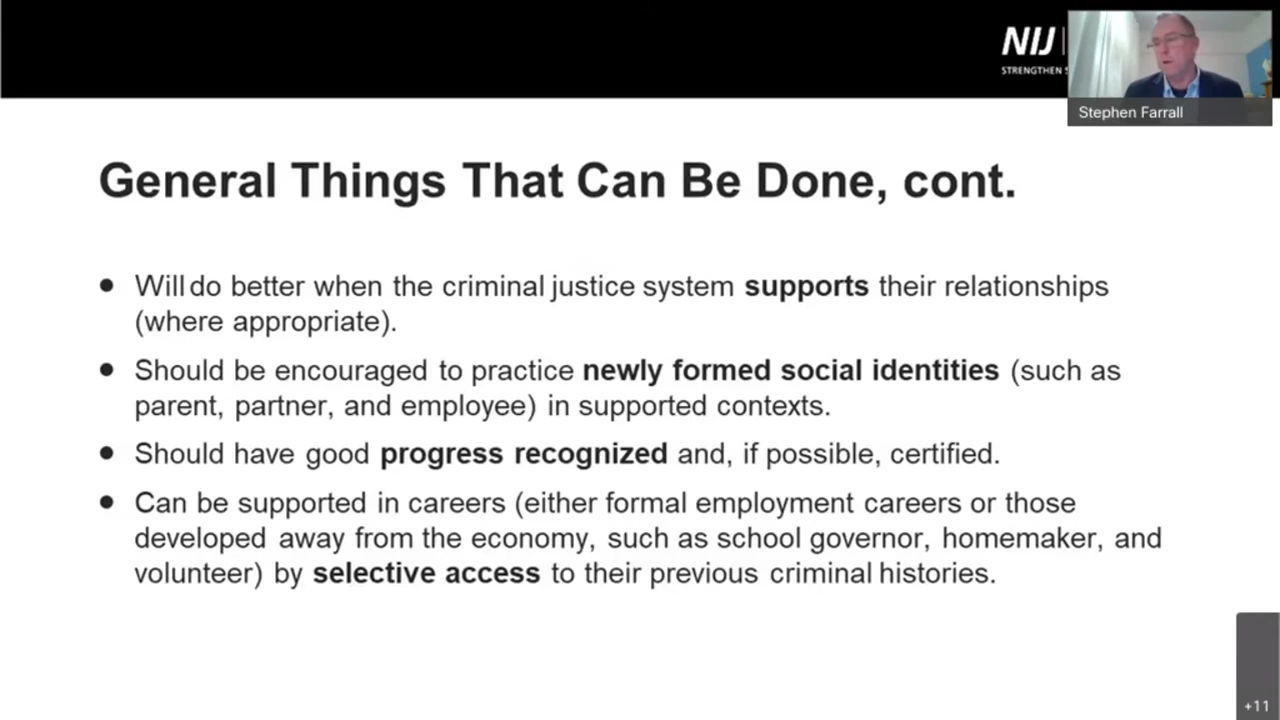 NIJ
STRENGTHEN
Stephen Farrall
General Things That Can Be Done, cont.
● Will do better when the criminal justice system supports their relationships
(where appropriate).
● Should be encouraged to practice newly formed social identities (such as
parent, partner, and employee) in supported contexts.
● Should have good progress recognized and, if possible, certified.
● Can be supported in careers (either formal employment careers or those
developed away from the economy, such as school governor, homemaker, and
volunteer) by selective access to their previous criminal histories.
+11